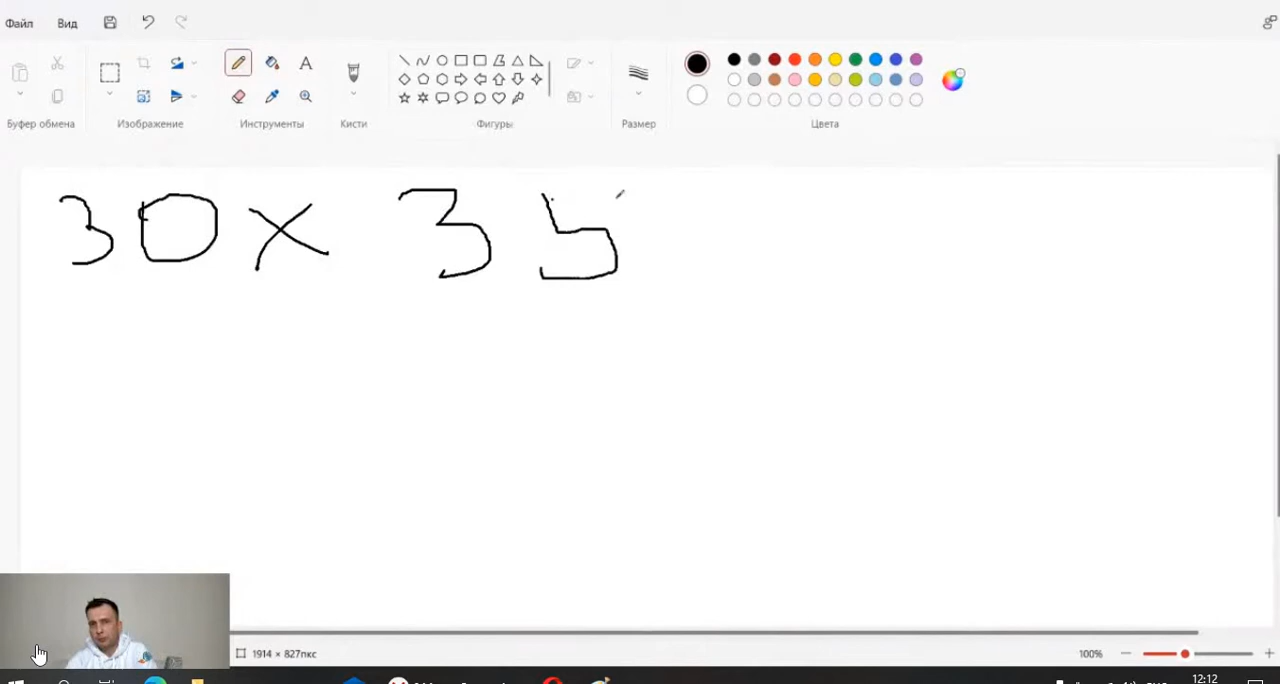 Файл Вид
Буфер обмена Изображение Инструменты Кисти Фигуры Размер Цвета
30 x 35
1914 × 827пкс 100%
12:12